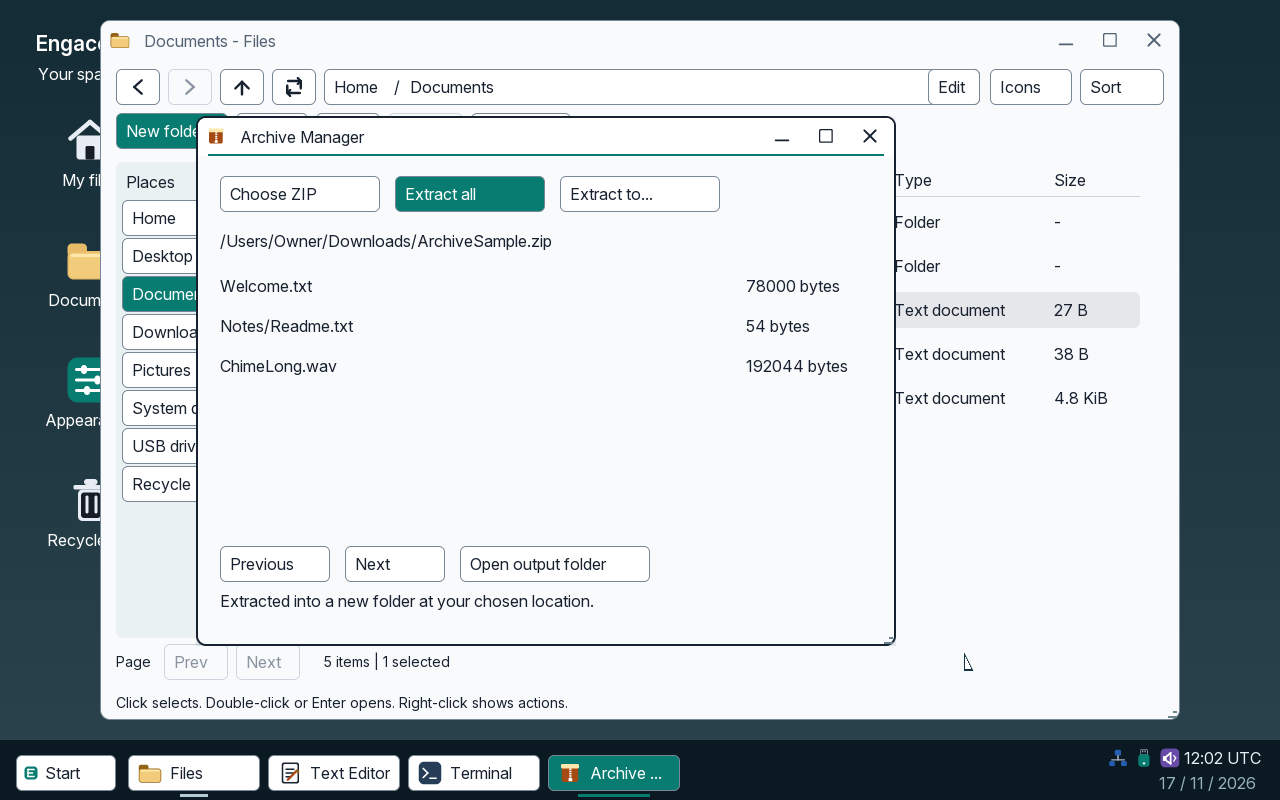 Documents - Files
Home / Documents
Edit
Icons
Sort
New folde
Archive Manager
Choose ZIP
Extract all
Extract to...
/Users/Owner/Downloads/ArchiveSample.zip
Welcome.txt 78000 bytes
Notes/Readme.txt 54 bytes
ChimeLong.wav 192044 bytes
Previous
Next
Open output folder
Extracted into a new folder at your chosen location.
Places
Home
Desktop
Documen
Downloa
Pictures
System
USB driv
Recycle
Type Size
Folder -
Folder -
Text document 27 B
Text document 38 B
Text document 4.8 KiB
Page
Prev
Next
5 items | 1 selected
Click selects. Double-click or Enter opens. Right-click shows actions.
Your spa
My fil
Docum
Appeara
Recycle
Start
Files
Text Editor
Terminal
Archive ...
12:02 UTC
17 / 11 / 2026